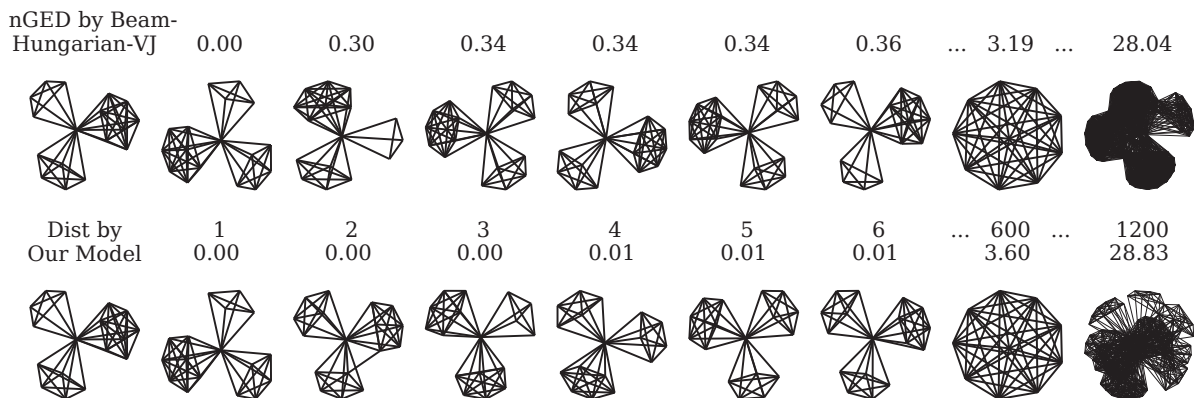 nGED by Beam-
Hungarian-VJ 0.00 0.30 0.34 0.34 0.34 0.36 ... 3.19 ... 28.04
Dist by 1 2 3 4 5 6 ... 600 ... 1200
Our Model 0.00 0.00 0.00 0.01 0.01 0.01 3.60 28.83